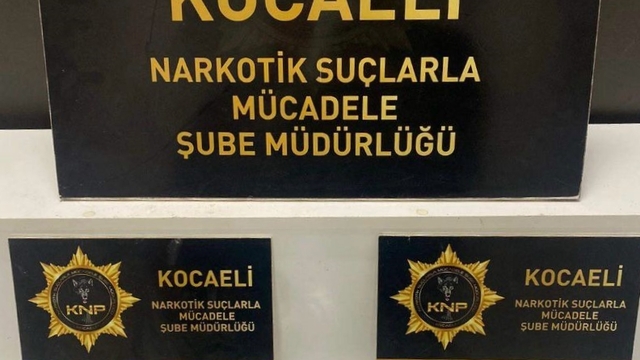 KOCAELİ
NARKOTİK SUÇLARLA
MÜCADELE
ŞUBE MÜDÜRLÜĞÜ
KNP
KOCAELİ
NARKOTİK SUÇLARLA
MÜCADELE
ŞUBE MÜDÜRLÜĞÜ
KNP
KOCAELİ
NARKOTİK SUÇLARLA
MÜCADELE
ŞUBE MÜDÜRLÜĞÜ